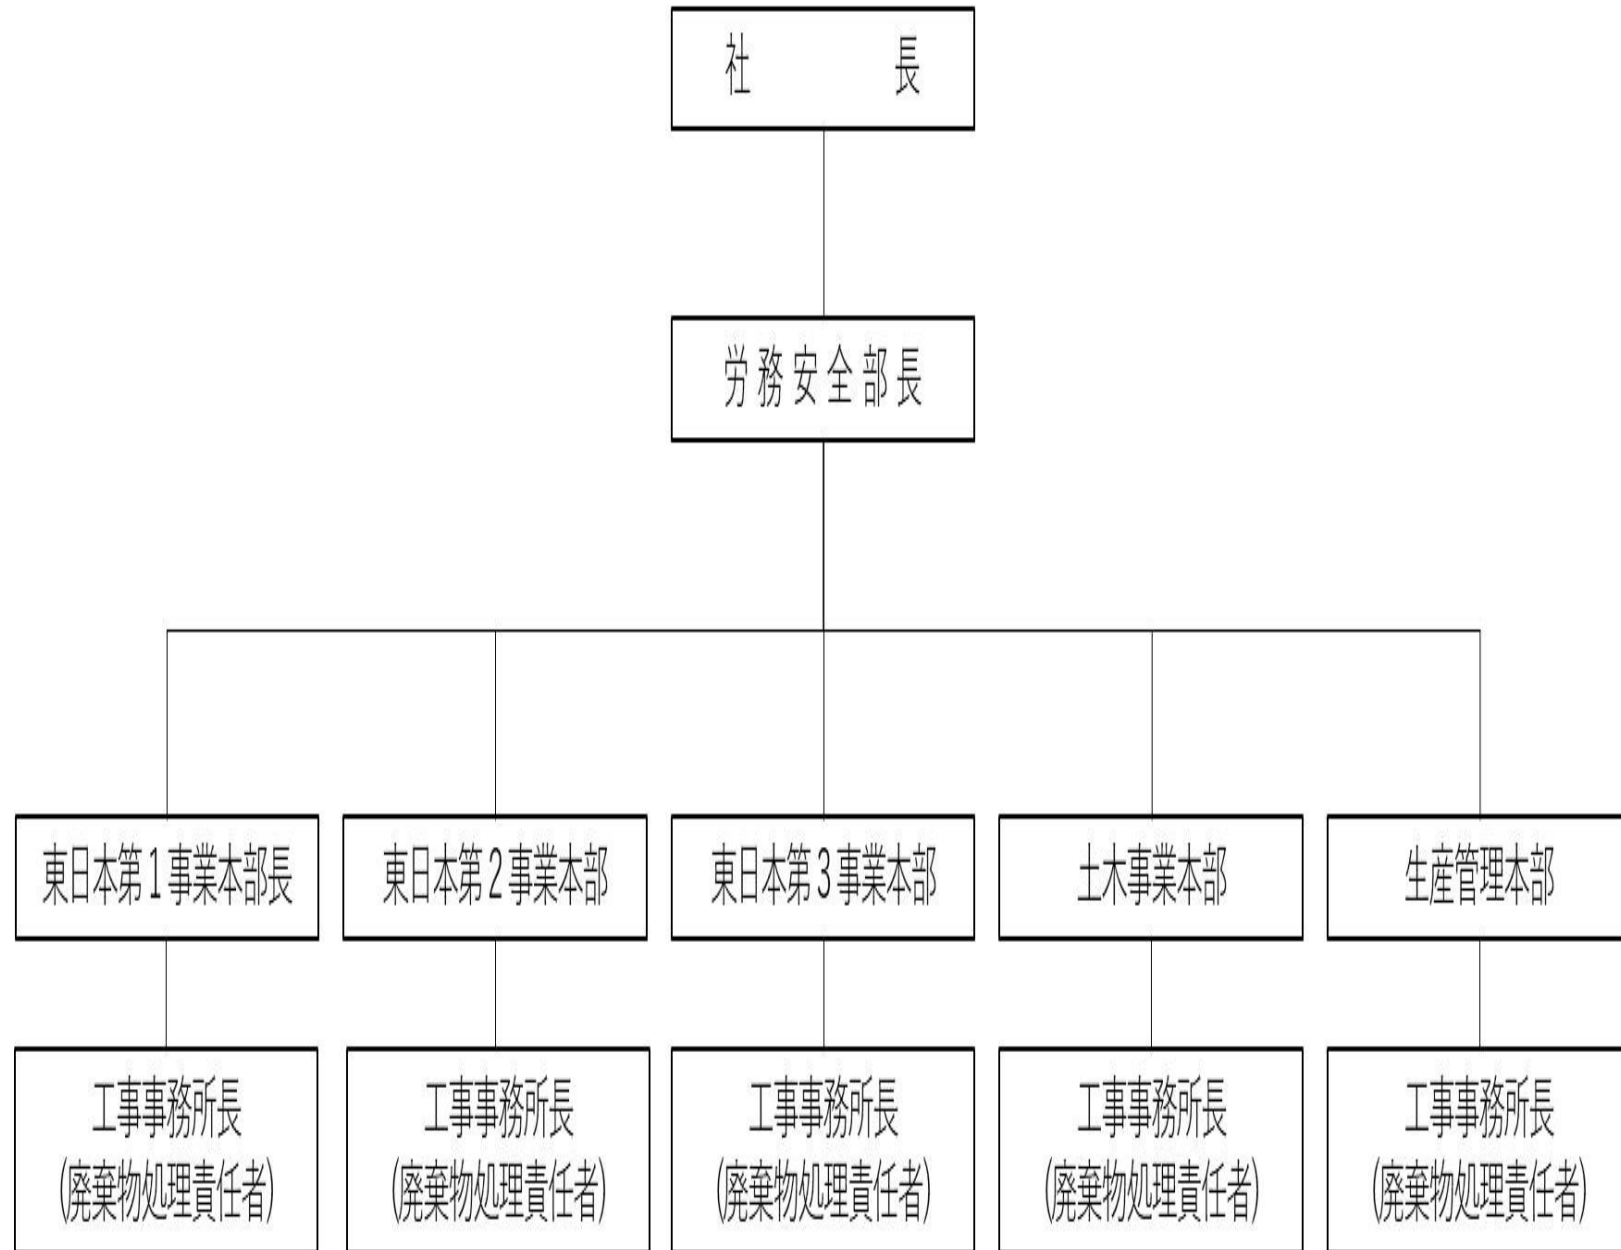 社長
労務安全部長
東日本第1事業本部長
東日本第2事業本部
東日本第3事業本部
土木事業本部
生産管理本部
工事事務所長
(廃棄物処理責任者)
工事事務所長
(廃棄物処理責任者)
工事事務所長
(廃棄物処理責任者)
工事事務所長
(廃棄物処理責任者)
工事事務所長
(廃棄物処理責任者)